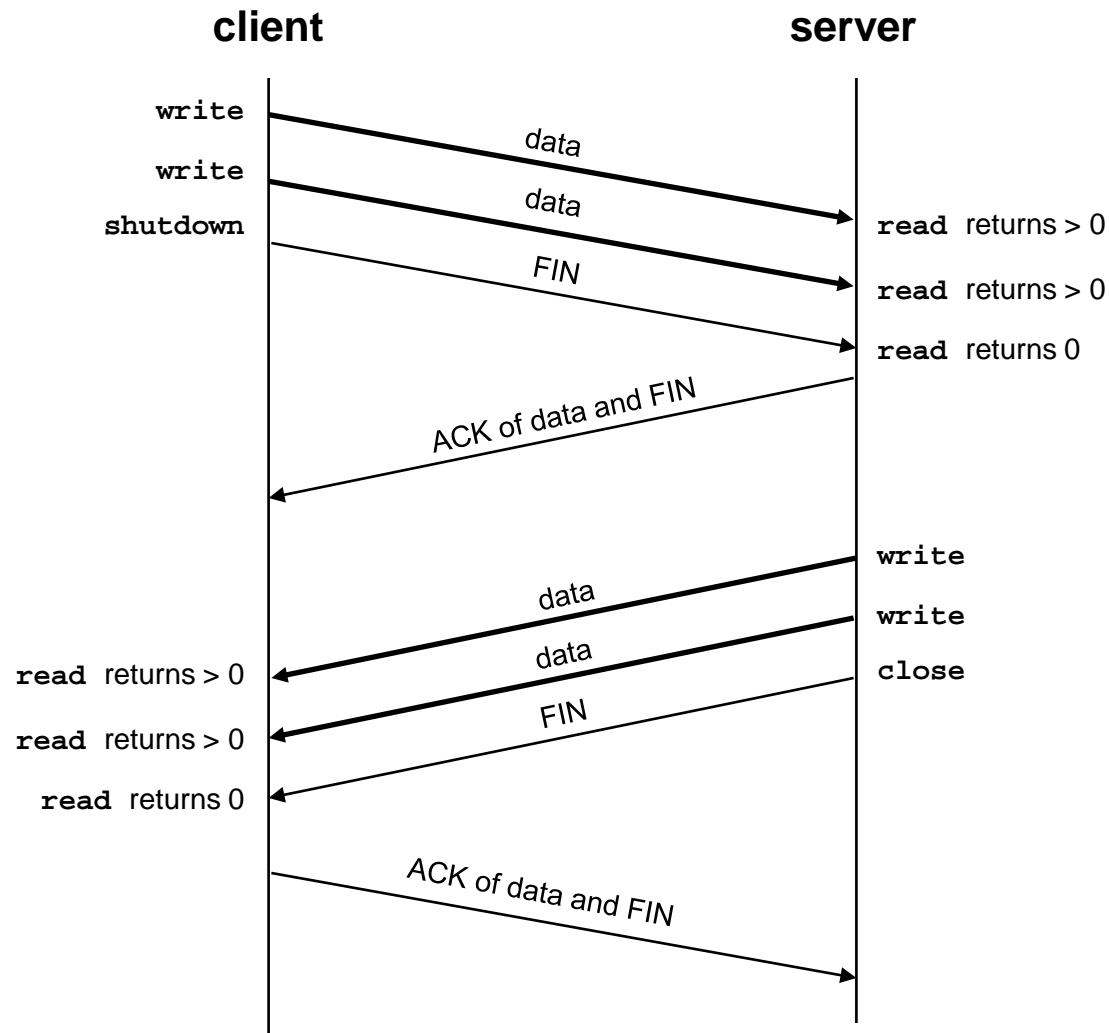 client
server
write
data
write
data
shutdown
read returns > 0
FIN
read returns > 0
read returns 0
ACK of data and FIN
write
data
write
data
read returns > 0
close
FIN
read returns > 0
read returns 0
ACK of data and FIN